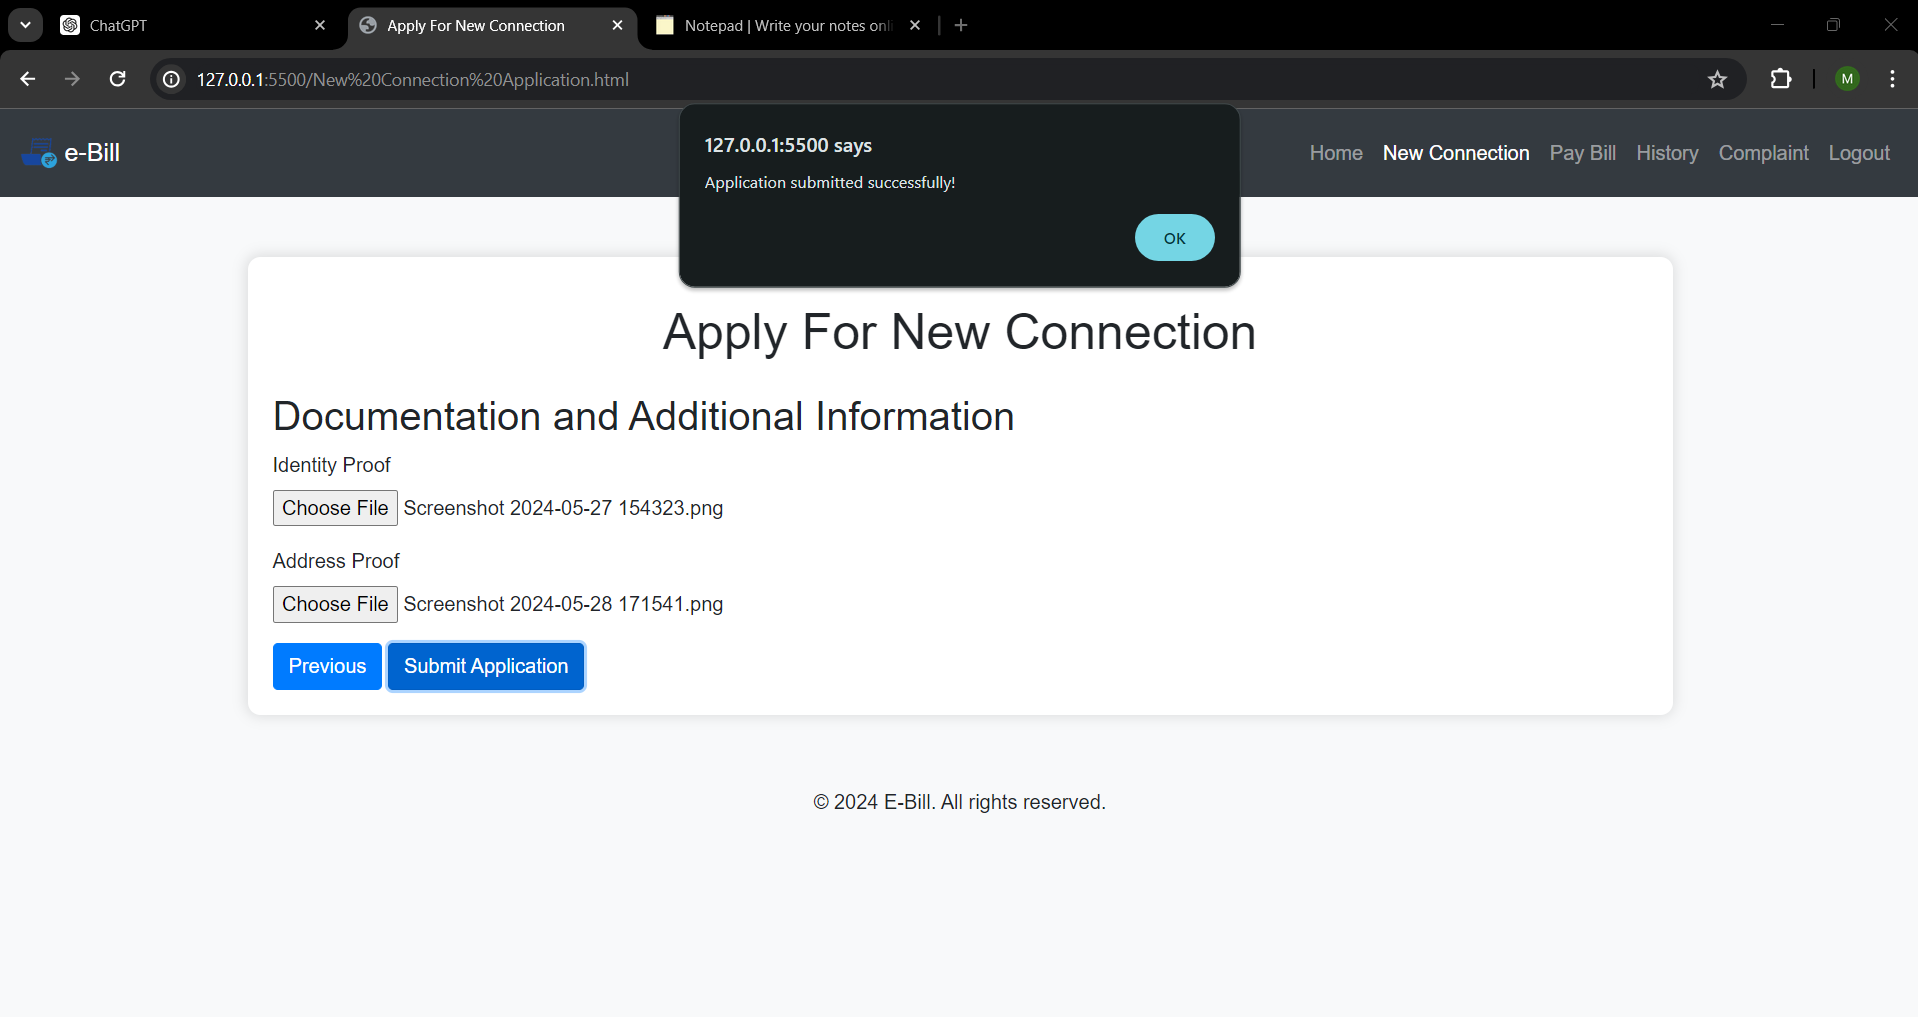 ChatGPT
Apply For New Connection
Notepad | Write your notes onli
127.0.0.1:5500/New%20Connection%20Application.html
M
e-Bill
Home New Connection Pay Bill History Complaint Logout
127.0.0.1:5500 says
Application submitted successfully!
OK
Apply For New Connection
Documentation and Additional Information
Identity Proof
Choose File Screenshot 2024-05-27 154323.png
Address Proof
Choose File Screenshot 2024-05-28 171541.png
Previous Submit Application
© 2024 E-Bill. All rights reserved.